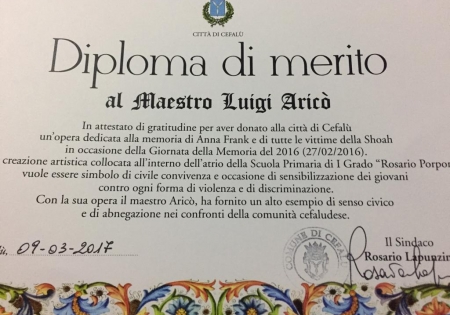 CITTÀ DI CEFALÙ
Diploma di merito
al Maestro Luigi Aricò
In attestato di gratitudine per aver donato alla città di Cefalù
un'opera dedicata alla memoria di Anna Frank e di tutte le vittime della Shoah
in occasione della Giornata della Memoria del 2016 (27/02/2016).
creazione artistica collocata all'interno dell'atrio della Scuola Primaria di I Grado “Rosario Porpou
vuole essere simbolo di civile convivenza e occasione di sensibilizzazione dei giovani
contro ogni forma di violenza e di discriminazione.
Con la sua opera il maestro Aricò, ha fornito un alto esempio di senso civico
e di abnegazione nei confronti della comunità cefaludese.
09-03-2017
COMUNE DI CEFAL
Il Sindaco
Rosario Lapunzin